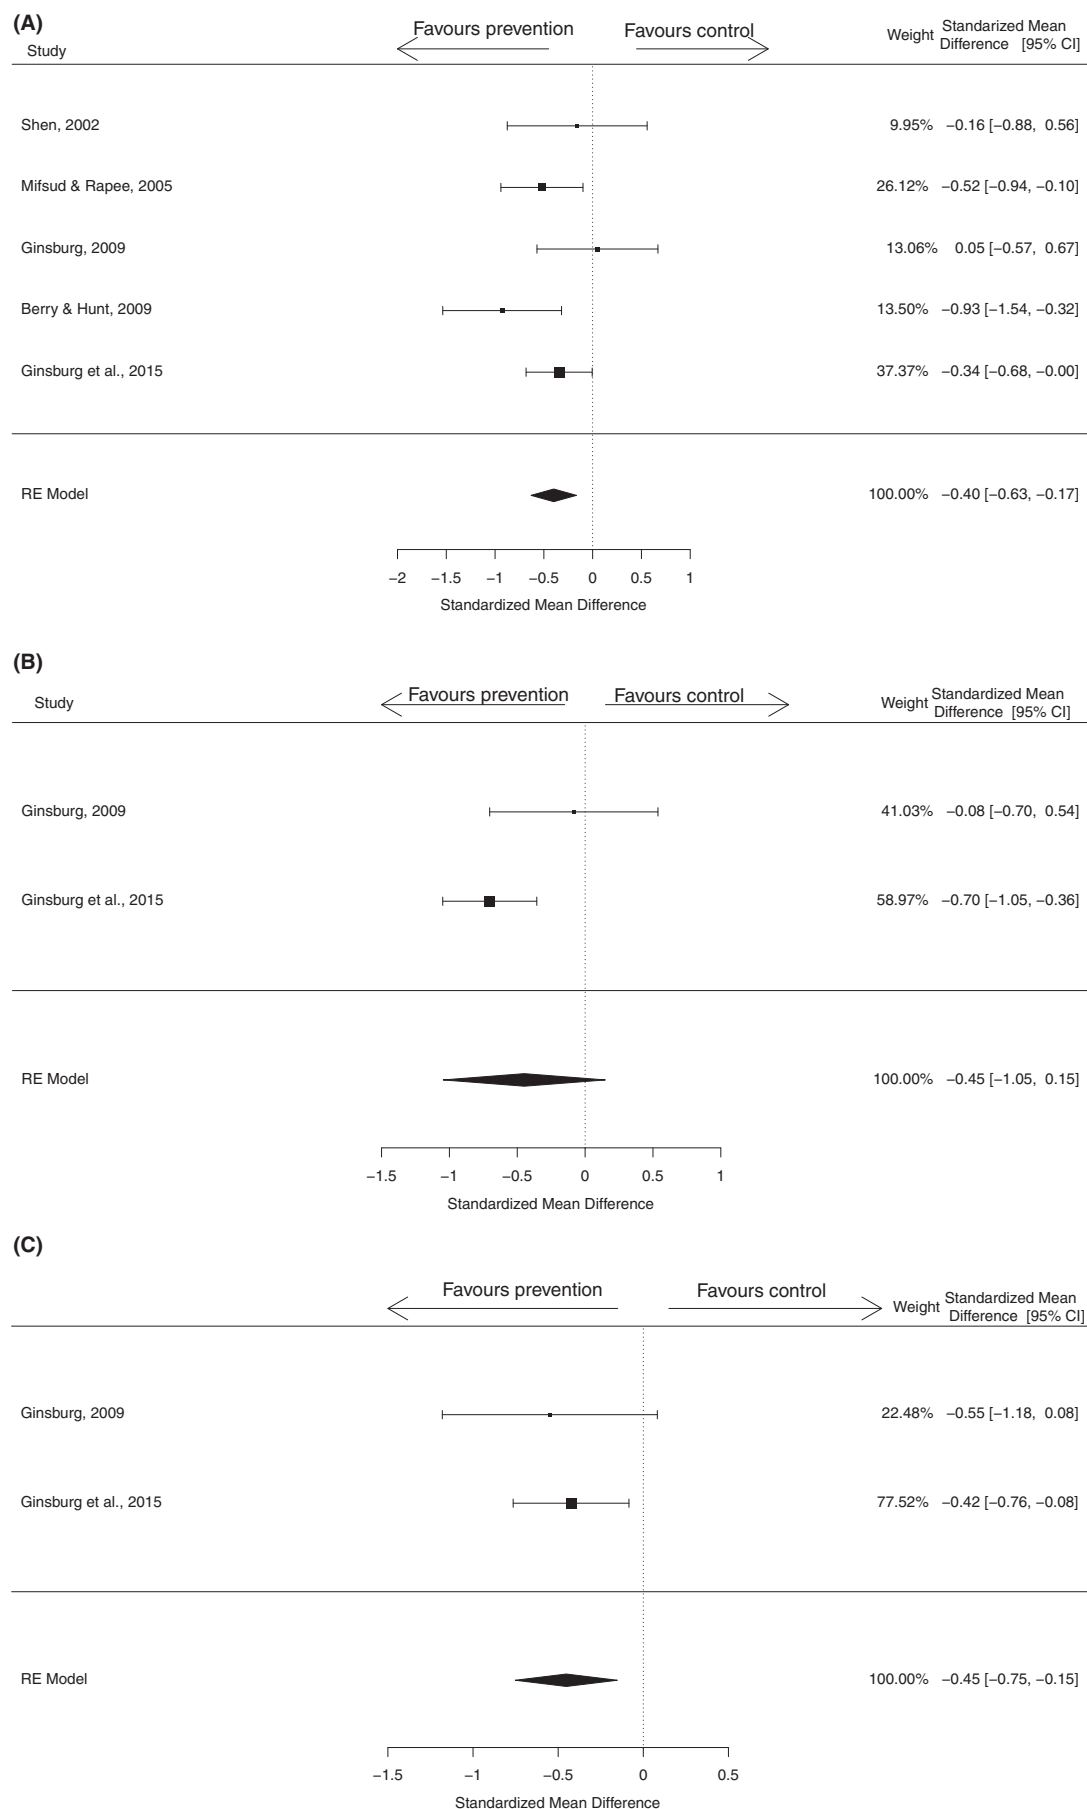 (A)
Study
Favours prevention
Favours control
Weight
Standardized Mean
Difference [95% CI]
Shen, 2002 9.95% −0.16 [−0.88, 0.56]
Mifsud & Rapee, 2005 26.12% −0.52 [−0.94, −0.10]
Ginsburg, 2009 13.06% 0.05 [−0.57, 0.67]
Berry & Hunt, 2009 13.50% −0.93 [−1.54, −0.32]
Ginsburg et al., 2015 37.37% −0.34 [−0.68, −0.00]
RE Model 100.00% −0.40 [−0.63, −0.17]
−2 −1.5 −1 −0.5 0 0.5 1
Standardized Mean Difference
(B)
Study
Favours prevention
Favours control
Weight
Standardized Mean
Difference [95% CI]
Ginsburg, 2009 41.03% −0.08 [−0.70, 0.54]
Ginsburg et al., 2015 58.97% −0.70 [−1.05, −0.36]
RE Model 100.00% −0.45 [−1.05, 0.15]
−1.5 −1 −0.5 0 0.5 1
Standardized Mean Difference
(C)
Favours prevention
Favours control
Weight
Standardized Mean
Difference [95% CI]
Ginsburg, 2009 22.48% −0.55 [−1.18, 0.08]
Ginsburg et al., 2015 77.52% −0.42 [−0.76, −0.08]
RE Model 100.00% −0.45 [−0.75, −0.15]
−1.5 −1 −0.5 0 0.5
Standardized Mean Difference